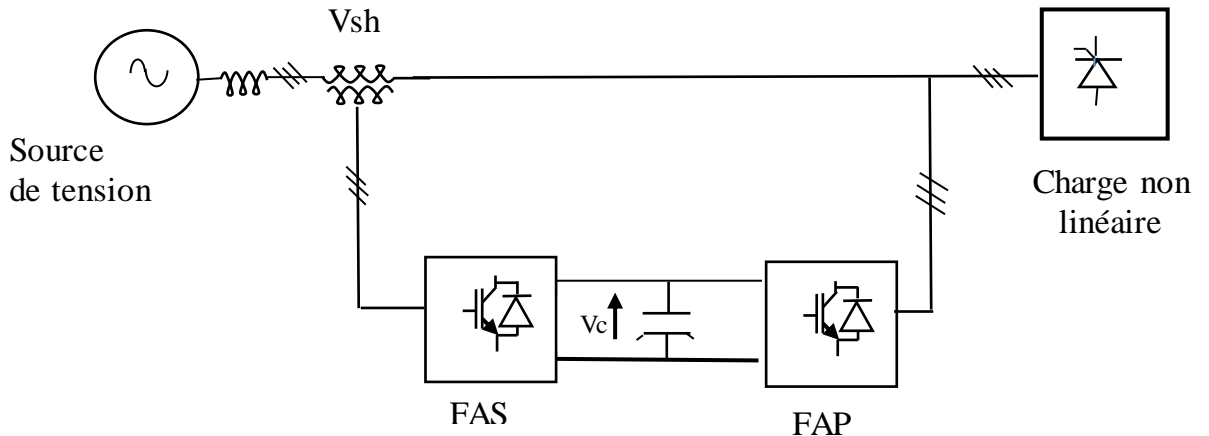 Vsh
Source
de tension
Charge non
linéaire
Vc
FAS
FAP